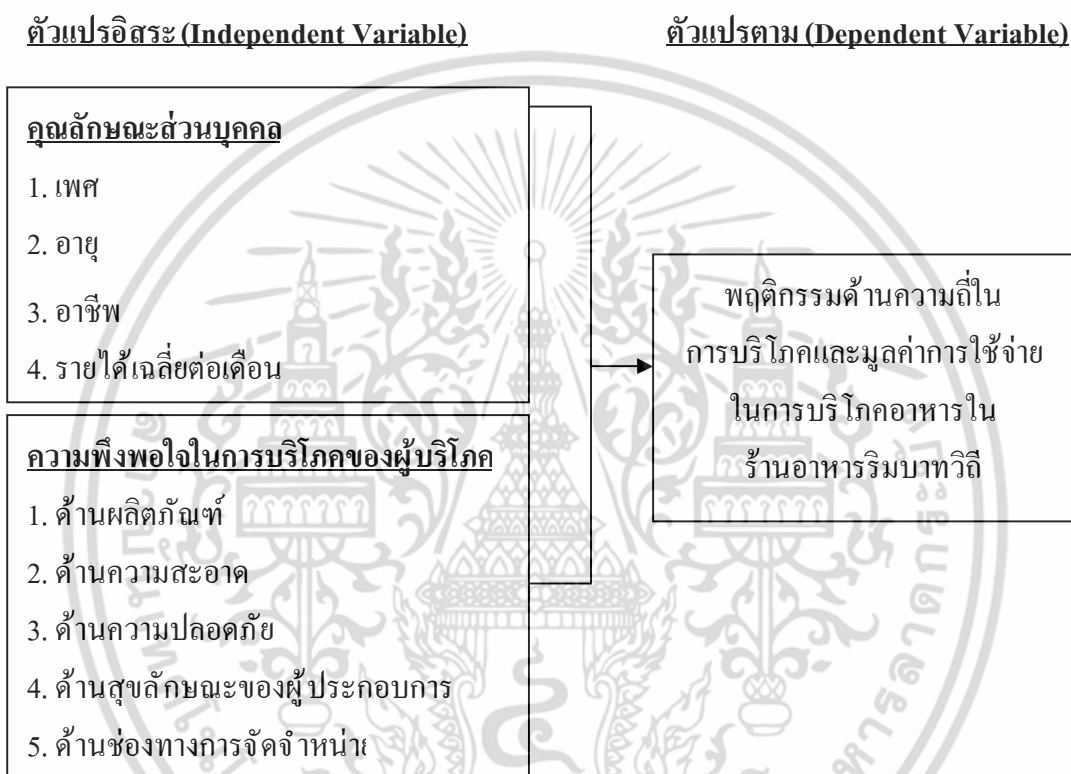 ตัวแปรอิสระ (Independent Variable)
ตัวแปรตาม (Dependent Variable)
คุณลักษณะส่วนบุคคล
1. เพศ
2. อายุ
3. อาชีพ
4. รายได้เฉลี่ยต่อเดือน
ความพึงพอใจในการบริโภคของผู้บริโภค
1. ด้านผลิตภัณฑ์
2. ด้านความสะอาด
3. ด้านความปลอดภัย
4. ด้านสุขลักษณะของผู้ประกอบการ
5. ด้านช่องทางการจัดจำหน่าย
พฤติกรรมด้านความถี่ใน
การบริโภคและมูลค่าการใช้จ่าย
ในการบริโภคอาหารใน
ร้านอาหารริมบาทวิถี